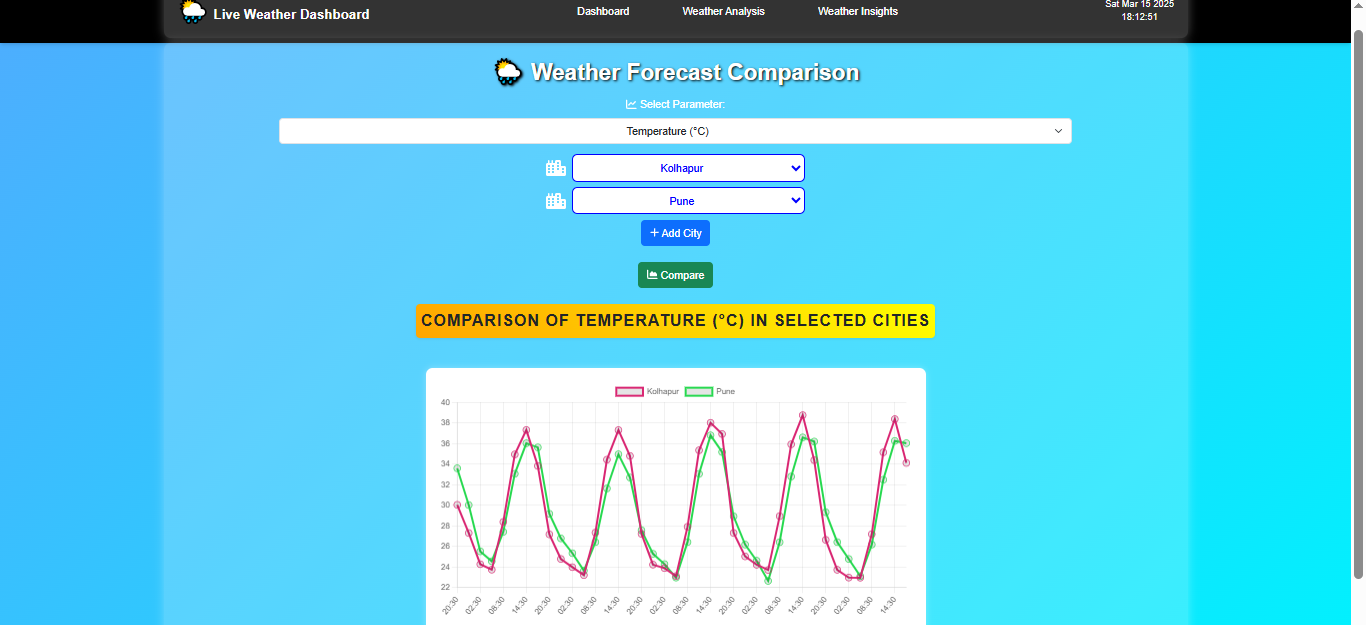 Live Weather Dashboard
Dashboard
Weather Analysis
Weather Insights
Sat Mar 15 2025
18:12:51
Weather Forecast Comparison
Select Parameter:
Temperature (°C)
Kolhapur
Pune
+ Add City
Compare
COMPARISON OF TEMPERATURE (°C) IN SELECTED CITIES
Kolhapur Pune
40
38
36
34
32
30
28
26
24
22
20:30 02:30 08:30 14:30 20:30 02:30 08:30 14:30 20:30 02:30 08:30 14:30 20:30 02:30 08:30 14:30 20:30 02:30 08:30 14:30